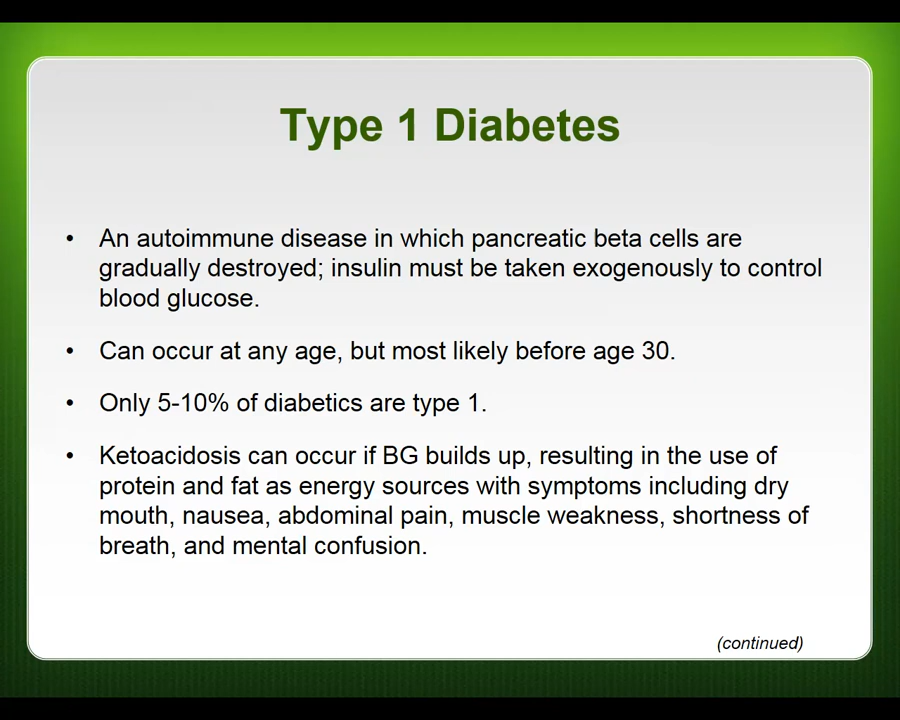 Type 1 Diabetes
• An autoimmune disease in which pancreatic beta cells are
gradually destroyed; insulin must be taken exogenously to control
blood glucose.
• Can occur at any age, but most likely before age 30.
• Only 5-10% of diabetics are type 1.
• Ketoacidosis can occur if BG builds up, resulting in the use of
protein and fat as energy sources with symptoms including dry
mouth, nausea, abdominal pain, muscle weakness, shortness of
breath, and mental confusion.
(continued)